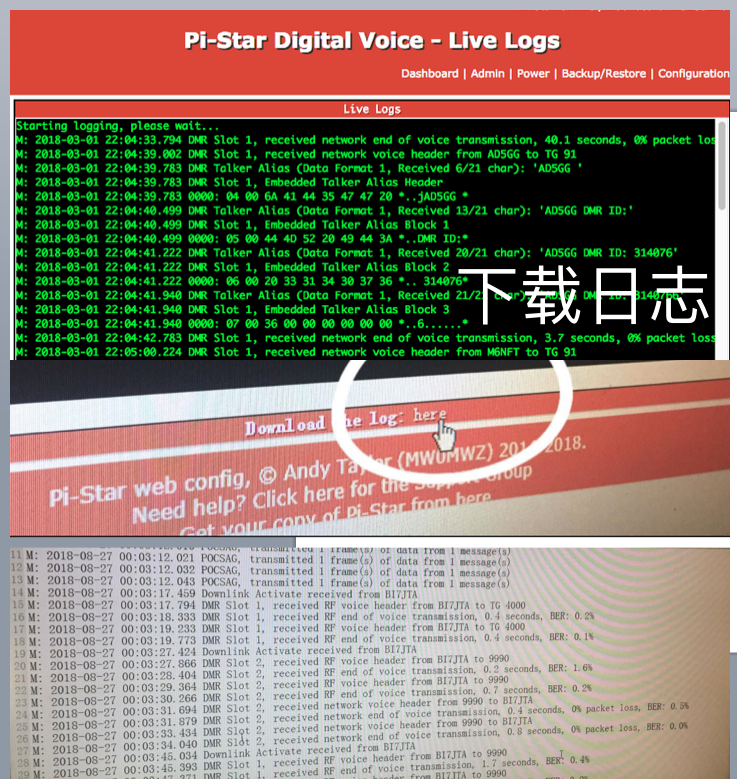 Pi-Star Digital Voice - Live Logs
Dashboard | Admin | Power | Backup/Restore | Configuration
Live Logs
Starting logging, please wait...
M: 2018-03-01 22:04:33.794 DMR Slot 1, received network end of voice transmission, 40.1 seconds, 0% packet los
M: 2018-03-01 22:04:39.002 DMR Slot 1, received network voice header from AD5GG to TG 91
M: 2018-03-01 22:04:39.783 DMR Talker Alias (Data Format 1, Received 6/21 char): 'AD5GG '
M: 2018-03-01 22:04:39.783 DMR Slot 1, Embedded Talker Alias Header
M: 2018-03-01 22:04:39.783 0000: 04 00 6A 41 44 35 47 47 20 *..jAD5GG *
M: 2018-03-01 22:04:40.499 DMR Talker Alias (Data Format 1, Received 13/21 char): 'AD5GG DMR ID:'
M: 2018-03-01 22:04:40.499 DMR Slot 1, Embedded Talker Alias Block 1
M: 2018-03-01 22:04:40.499 0000: 05 00 44 4D 52 20 49 44 3A *..DMR ID:*
M: 2018-03-01 22:04:41.222 DMR Talker Alias (Data Format 1, Received 20/21 char): 'AD5GG DMR ID: 314076'
M: 2018-03-01 22:04:41.222 DMR Slot 1, Embedded Talker Alias Block 2
M: 2018-03-01 22:04:41.222 0000: 06 00 20 33 31 34 30 37 36 *.. 314076*
M: 2018-03-01 22:04:41.940 DMR Talker Alias (Data Format 1, Received 21/21 char): 'AD5GG DMR ID: 3140766'
下载日志
M: 2018-03-01 22:04:41.940 DMR Slot 1, Embedded Talker Alias Block 3
M: 2018-03-01 22:04:41.940 0000: 07 00 36 00 00 00 00 00 00 *..6......*
M: 2018-03-01 22:04:42.783 DMR Slot 1, received network end of voice transmission, 3.7 seconds, 0% packet loss
M: 2018-03-01 22:05:00.224 DMR Slot 1, received network voice header from M6NFT to TG 91
Download the log: here
Pi-Star web config, © Andy Taylor (MW0MWZ) 2014-2018.
Need help? Click here for the Support Group
Get your copy of Pi-Star from here
11 M: 2018-08-27 00:03:12.021 POCSAG, transmitted 1 frame(s) of data from 1 message(s)
12 M: 2018-08-27 00:03:12.032 POCSAG, transmitted 1 frame(s) of data from 1 message(s)
13 M: 2018-08-27 00:03:12.043 POCSAG, transmitted 1 frame(s) of data from 1 message(s)
14 M: 2018-08-27 00:03:17.459 Downlink Activate received from BI7JTA
15 M: 2018-08-27 00:03:17.794 DMR Slot 1, received RF voice header from BI7JTA to TG 4000
16 M: 2018-08-27 00:03:18.333 DMR Slot 1, received RF end of voice transmission, 0.4 seconds, BER: 0.2%
17 M: 2018-08-27 00:03:19.233 DMR Slot 1, received RF voice header from BI7JTA to TG 4000
18 M: 2018-08-27 00:03:19.773 DMR Slot 1, received RF end of voice transmission, 0.4 seconds, BER: 0.1%
19 M: 2018-08-27 00:03:27.424 Downlink Activate received from BI7JTA
20 M: 2018-08-27 00:03:27.866 DMR Slot 2, received RF voice header from BI7JTA to 9990
21 M: 2018-08-27 00:03:28.404 DMR Slot 2, received RF end of voice transmission, 0.2 seconds, BER: 1.6%
22 M: 2018-08-27 00:03:29.364 DMR Slot 2, received RF voice header from BI7JTA to 9990
23 M: 2018-08-27 00:03:30.266 DMR Slot 2, received RF end of voice transmission, 0.7 seconds, BER: 0.2%
24 M: 2018-08-27 00:03:31.694 DMR Slot 2, received network voice header from 9990 to BI7JTA
25 M: 2018-08-27 00:03:31.879 DMR Slot 2, received network end of voice transmission, 0.4 seconds, 0% packet loss, BER: 0.5%
26 M: 2018-08-27 00:03:33.434 DMR Slot 2, received network voice header from 9990 to BI7JTA
27 M: 2018-08-27 00:03:34.040 DMR Slot 2, received network end of voice transmission, 0.8 seconds, 0% packet loss, BER: 0.0%
28 M: 2018-08-27 00:03:45.034 Downlink Activate received from BI7JTA
29 M: 2018-08-27 00:03:45.393 DMR Slot 2, received RF voice header from BI7JTA to 9990